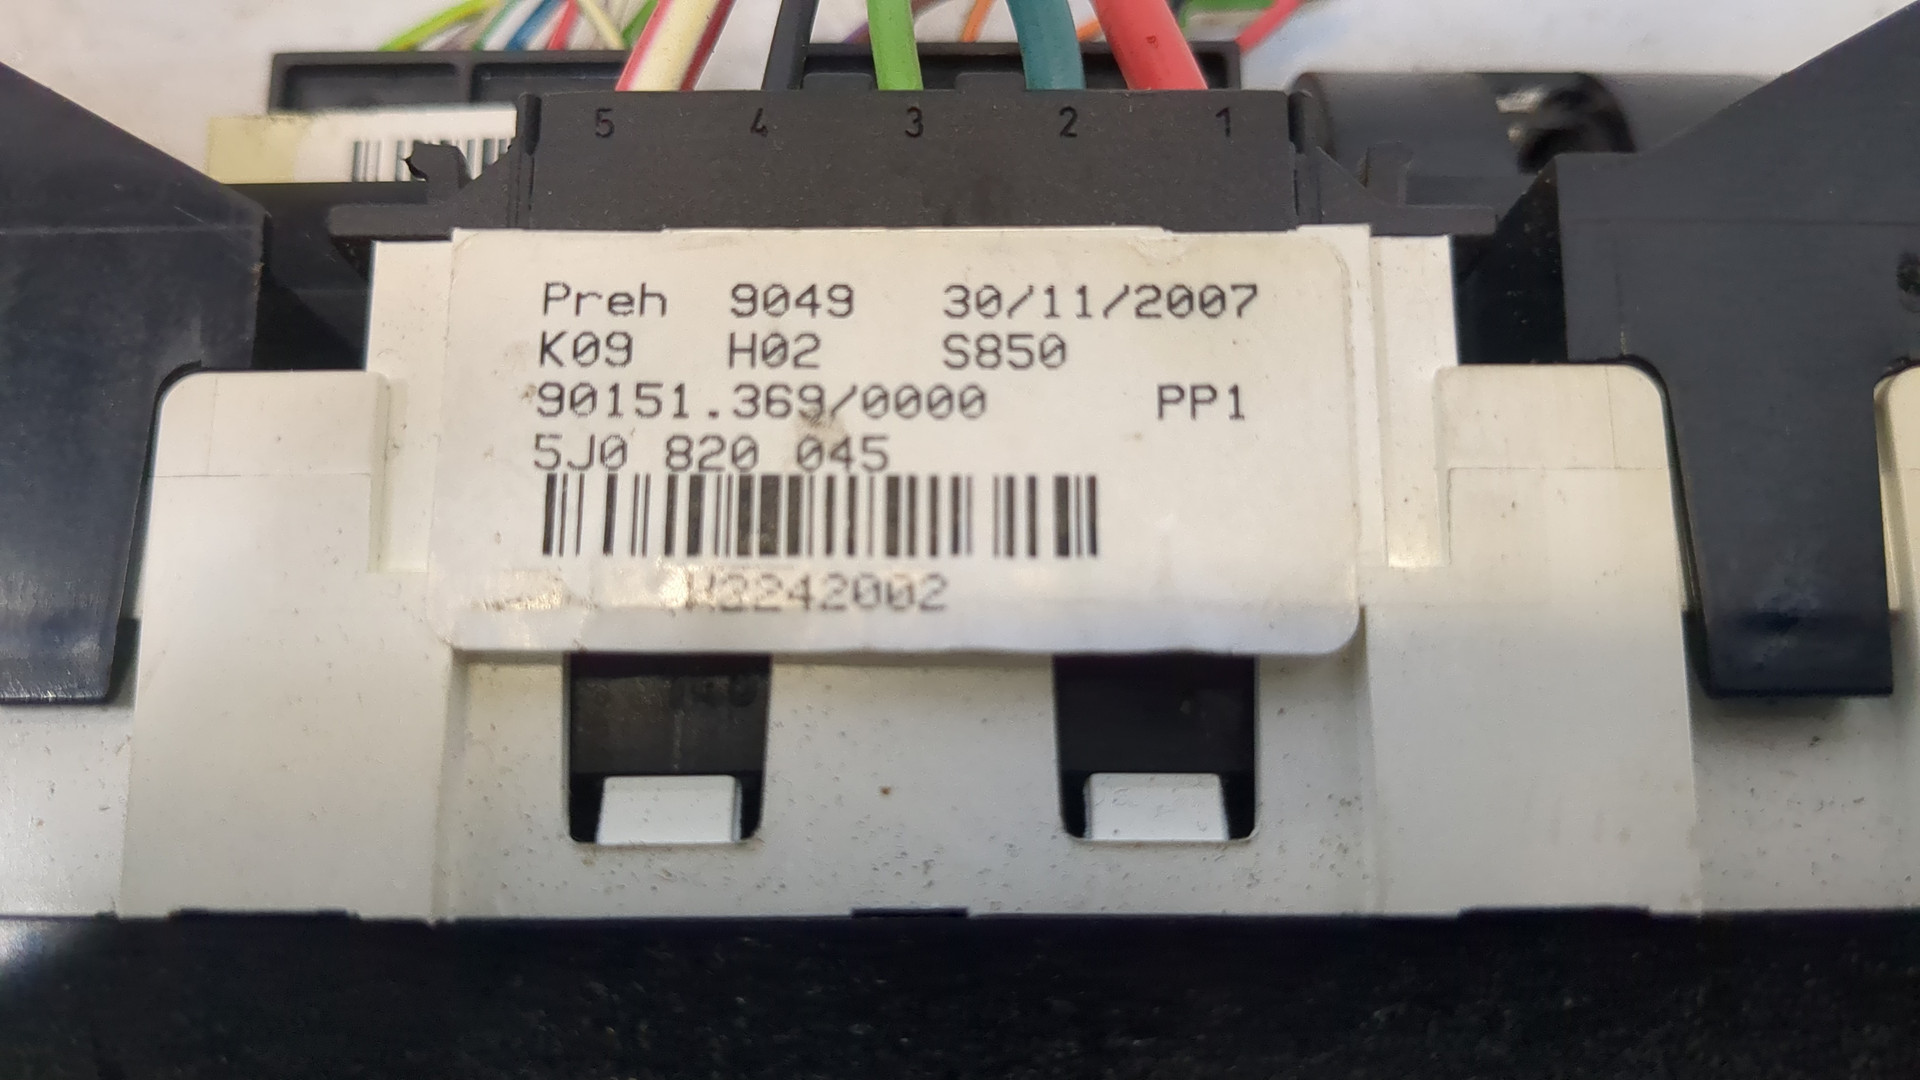 5 4 3 2 1
Preh 9049 30/11/2007
K09 H02 S850
90151.369/0000 PP1
5J0 820 045